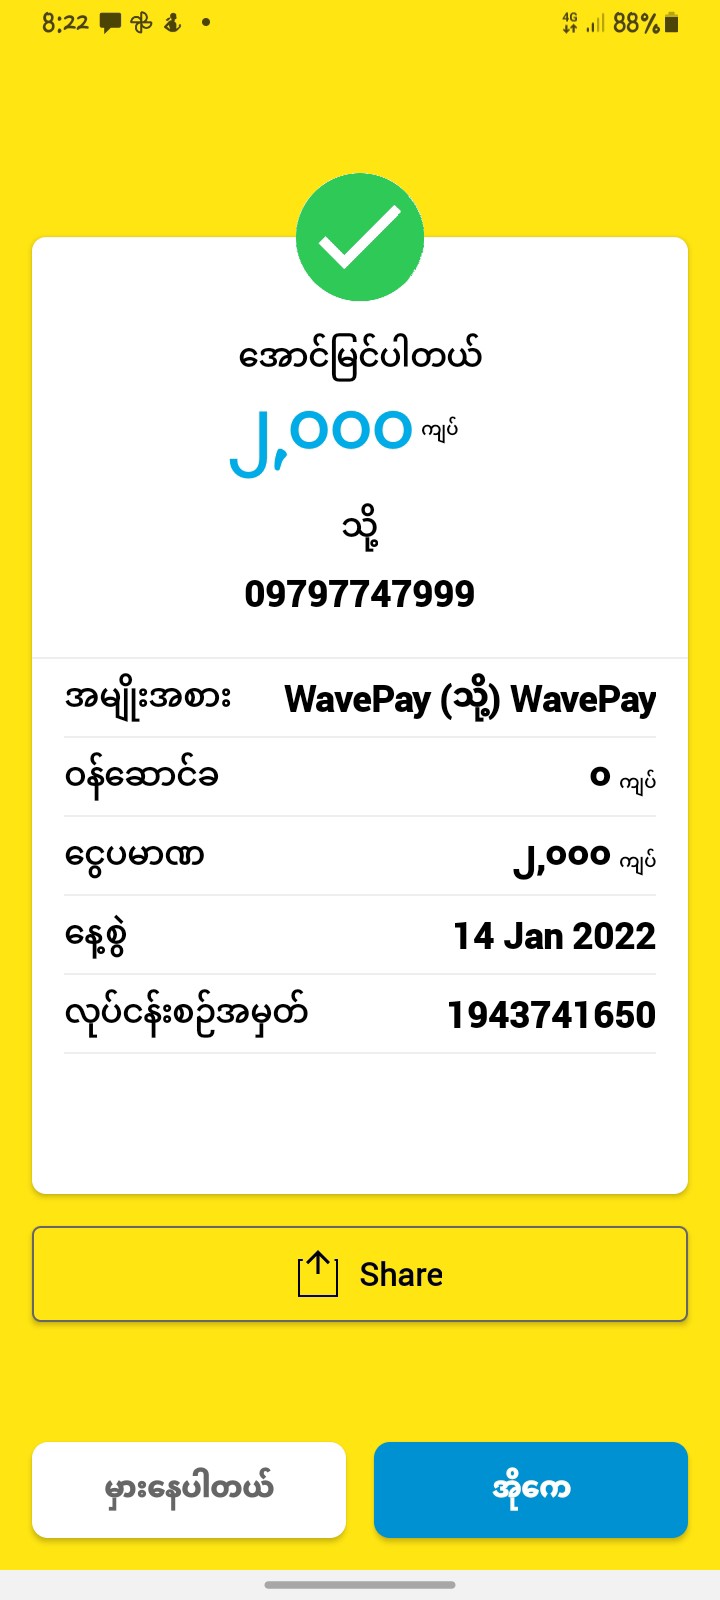 8:22
4G 88%
အောင်မြင်ပါတယ်
၂,၀၀၀ ကျပ်
သို့
09797747999
အမျိုးအစား WavePay (သို့) WavePay
ဝန်ဆောင်ခ ၀ ကျပ်
ငွေပမာဏ ၂,၀၀၀ ကျပ်
နေ့စွဲ 14 Jan 2022
လုပ်ငန်းစဉ်အမှတ် 1943741650
Share
မှားနေပါတယ် အိုကေ